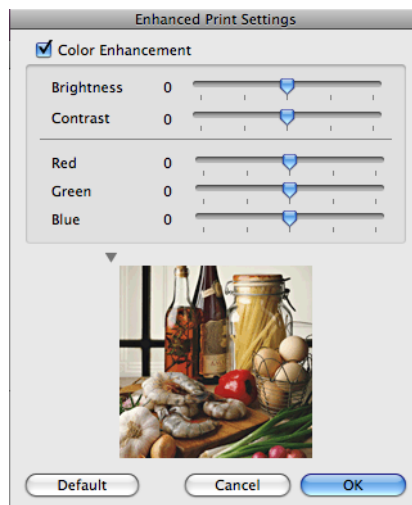 Enhanced Print Settings
Color Enhancement
Brightness 0
Contrast 0
Red 0
Green 0
Blue 0
Default Cancel OK